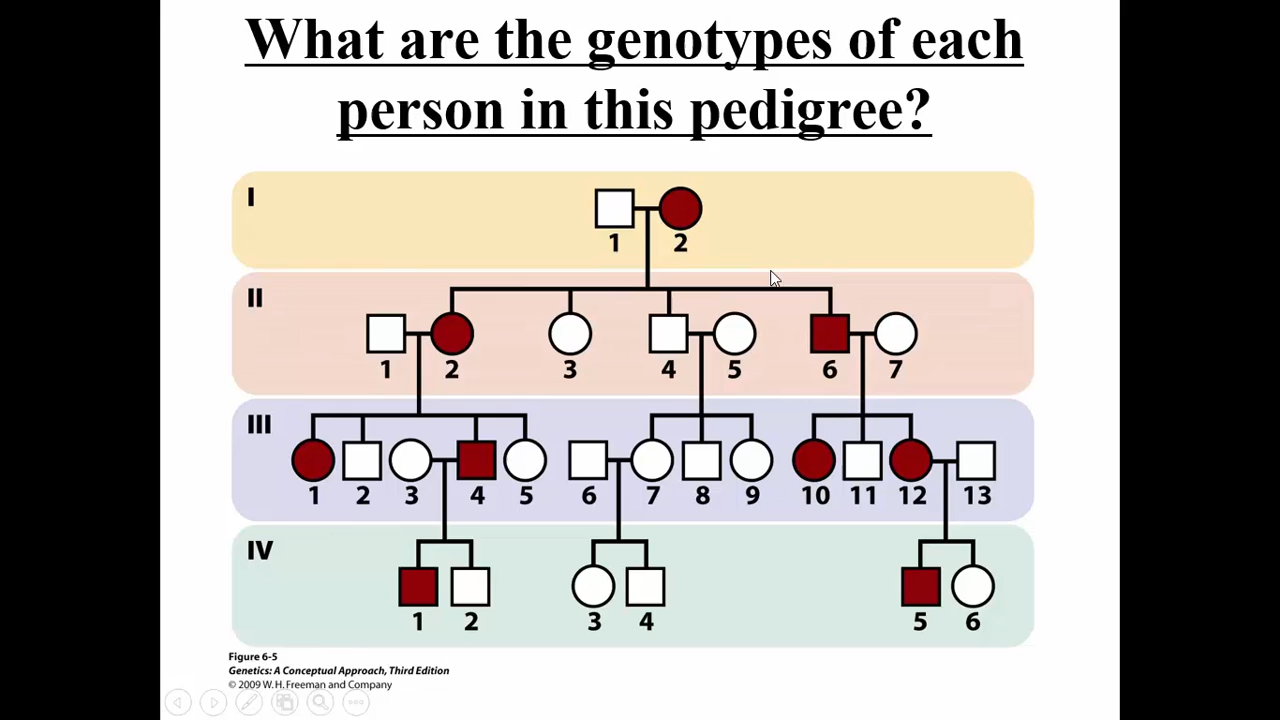 What are the genotypes of each
person in this pedigree?
I
1 2
II
1 2 3 4 5 6 7
III
1 2 3 4 5 6 7 8 9 10 11 12 13
IV
1 2 3 4 5 6
Figure 6-5
Genetics: A Conceptual Approach, Third Edition
© 2009 W. H. Freeman and Company